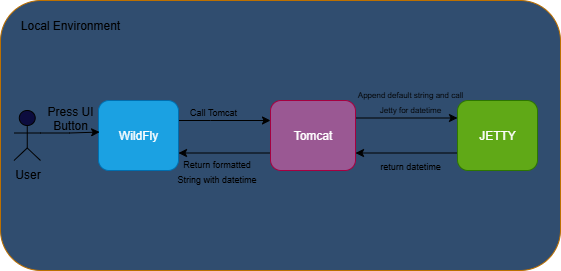 Local Environment
Press UI
Button
User
WildFly
Call Tomcat
Return formatted
String with datetime
Tomcat
Append default string and call
Jetty for datetime
return datetime
JETTY